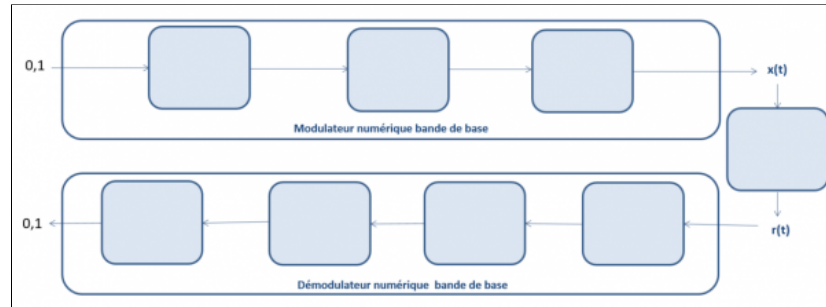 0,1
x(t)
Modulateur numérique bande de base
0,1
r(t)
Démodulateur numérique bande de base